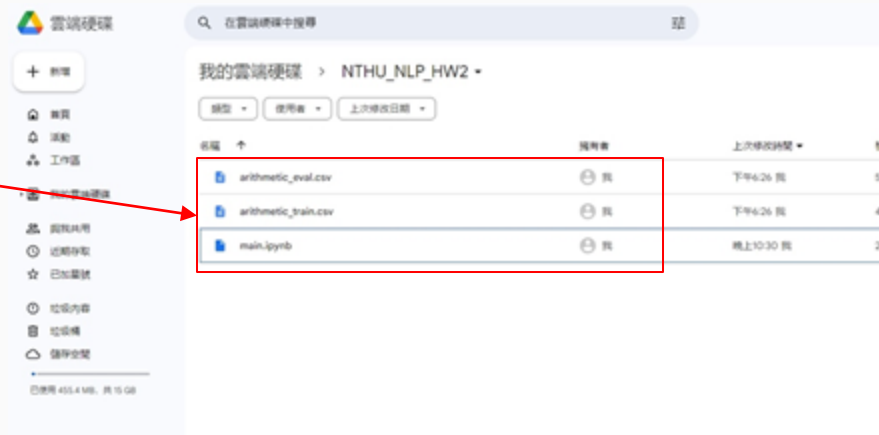 雲端硬碟
在雲端硬碟中搜尋
新增
我的雲端硬碟 > NTHU_NLP_HW2
類型 使用者 上次修改日期
首頁
活動
工作區
我的雲端硬碟
與我共用
近期存取
已加星號
垃圾內容
垃圾桶
儲存空間
已使用 455.4 MB，共 15 GB
名稱 擁有者 上次修改時間
arithmetic_eval.csv 我 下午6:26 我
arithmetic_train.csv 我 下午6:26 我
main.ipynb 我 晚上10:30 我